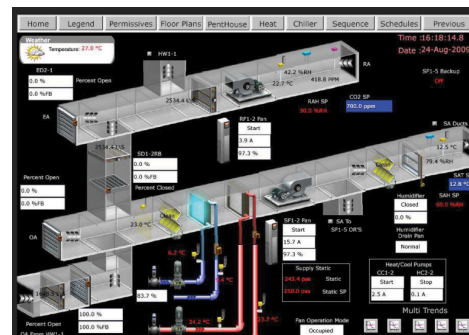 Home Legend Permissives Floor Plans PentHouse Heat Chiller Sequence Schedules Previous
Weather
Temperature: 27.0 °C
HW1-1
Time :16:18:14.8
Date :24-Aug-2009
ED2-1
0.0 % Percent Open
0.0 %FB
42.2 %RH
418.8 PPM
22.7 °C
RA
SP1-5 Backup
Off
2534.4 L/S
RAH SP
CO2 SP
50.0 %RH
700.0 ppm
EA
RF1-2 Fan
Start
3.9 A
97.3 %
SA Ducts
12.5 °C
79.4 %RH
SD1-2RB
0.0 %
0.0 %FB
Percent Closed
Percent Open
0.0 %
0.0 %FB
SAT SP
12.8 °C
SAH SP
60.0 %RH
Humidifier
Closed
0.0 %
Humidifier
Drain Pan
Normal
23.0 °C
OA
SF1-2 Fan
Start
15.7 A
97.3 %
SA To
SP1-5 OR'S
6.2 °C
83.7 %
Supply Static
Static
Static SP
Heat/Cool Pumps
CC1-2 HC2-2
Start Stop
2.5 A 0.1 A
Percent Open
100.0 %
100.0 %FB
Fan Operation Mode
Occupied
Multi Trends